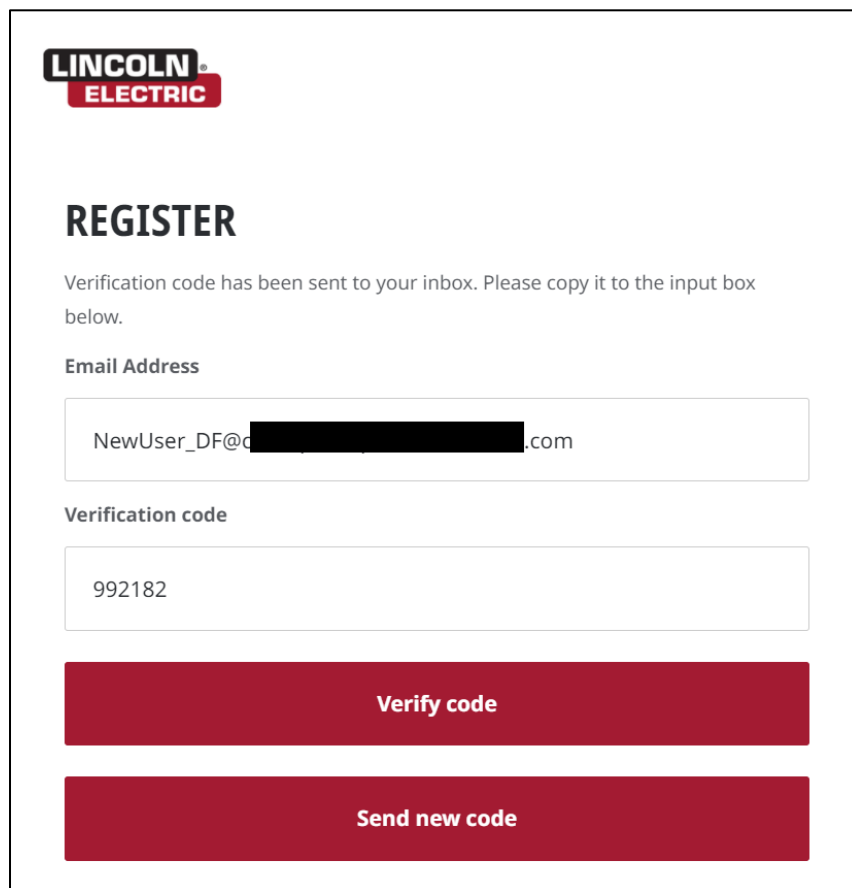 LINCOLN®
ELECTRIC
REGISTER
Verification code has been sent to your inbox. Please copy it to the input box
below.
Email Address
NewUser_DF@ .com
Verification code
992182
Verify code
Send new code